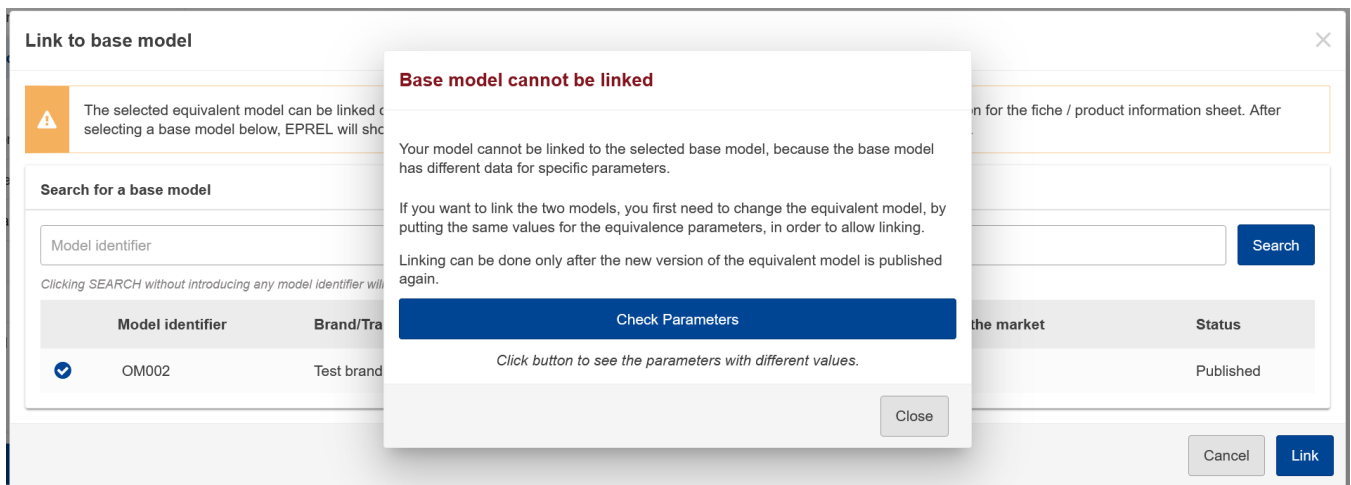 Link to base model
Base model cannot be linked
The selected equivalent model can be linked
n for the fiche / product information sheet. After
selecting a base model below, EPREL will
Your model cannot be linked to the selected base model, because the base model
has different data for specific parameters.
Search for a base model
If you want to link the two models, you first need to change the equivalent model, by
putting the same values for the equivalence parameters, in order to allow linking.
Model identifier
Search
Linking can be done only after the new version of the equivalent model is published
again.
Clicking SEARCH without introducing any model identifier
Check Parameters
Model identifier
Brand/Tra
the market
Status
Click button to see the parameters with different values.
OM002
Test brand
Published
Close
Cancel
Link